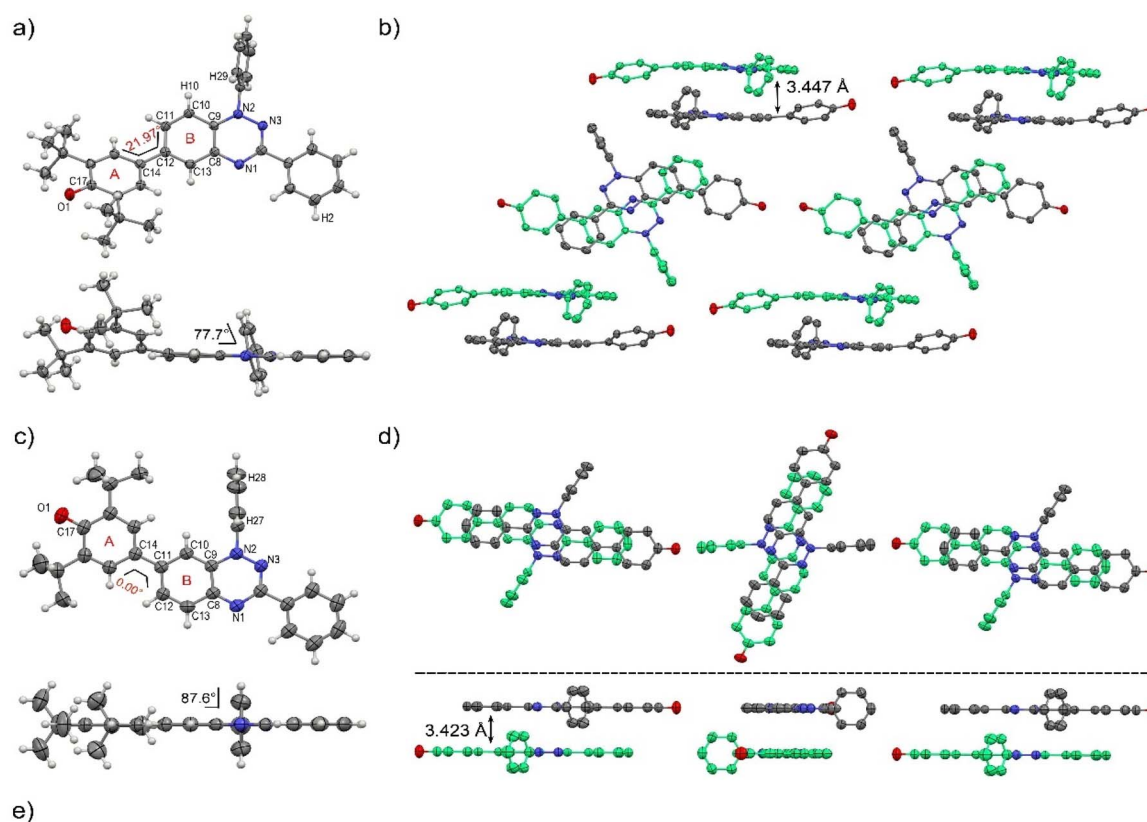 a)
b)
H29
H10
C11
C10
N2
21.97°
C9
N3
B
C12
C8
A
C14
C13
N1
C17
O1
H2
3.447 Å
77.7°
c)
d)
H28
O1
C17
H27
A
C14
C11
C10
N2
C9
N3
B
0.00°
C12
C8
C13
N1
87.6°
3.423 Å
e)